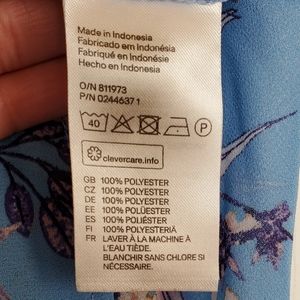 Made in Indonesia
Fabricado em Indonésia
Fabriqué en Indonésie
Hecho en Indonesia
O/N 811973
P/N 02446371
40
P
clevercare.info
GB 100% POLYESTER
CZ 100% POLYESTER
DE 100% POLYESTER
EE 100% POLÜESTER
ES 100% POLIÉSTER
FI 100% POLYESTERIÄ
FR LAVER À LA MACHINE À
L'EAU TIÈDE.
BLANCHIR SANS CHLORE SI
NÉCESSAIRE.